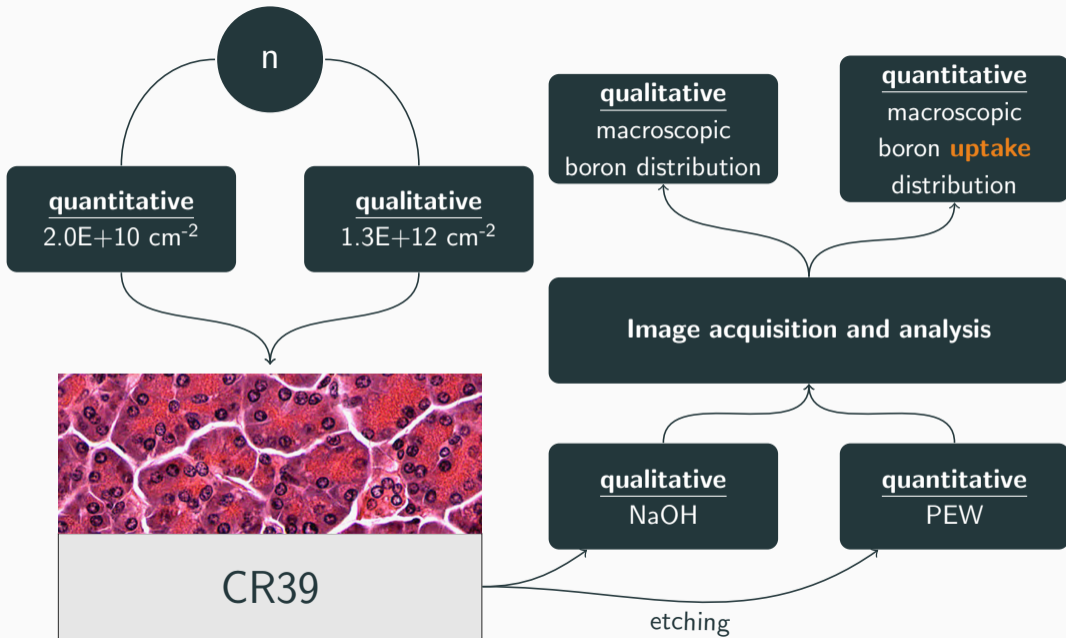 n
quantitative
2.0E+10 cm⁻²
qualitative
1.3E+12 cm⁻²
CR39
etching
qualitative
NaOH
quantitative
PEW
Image acquisition and analysis
qualitative
macroscopic
boron distribution
quantitative
macroscopic
boron uptake
distribution